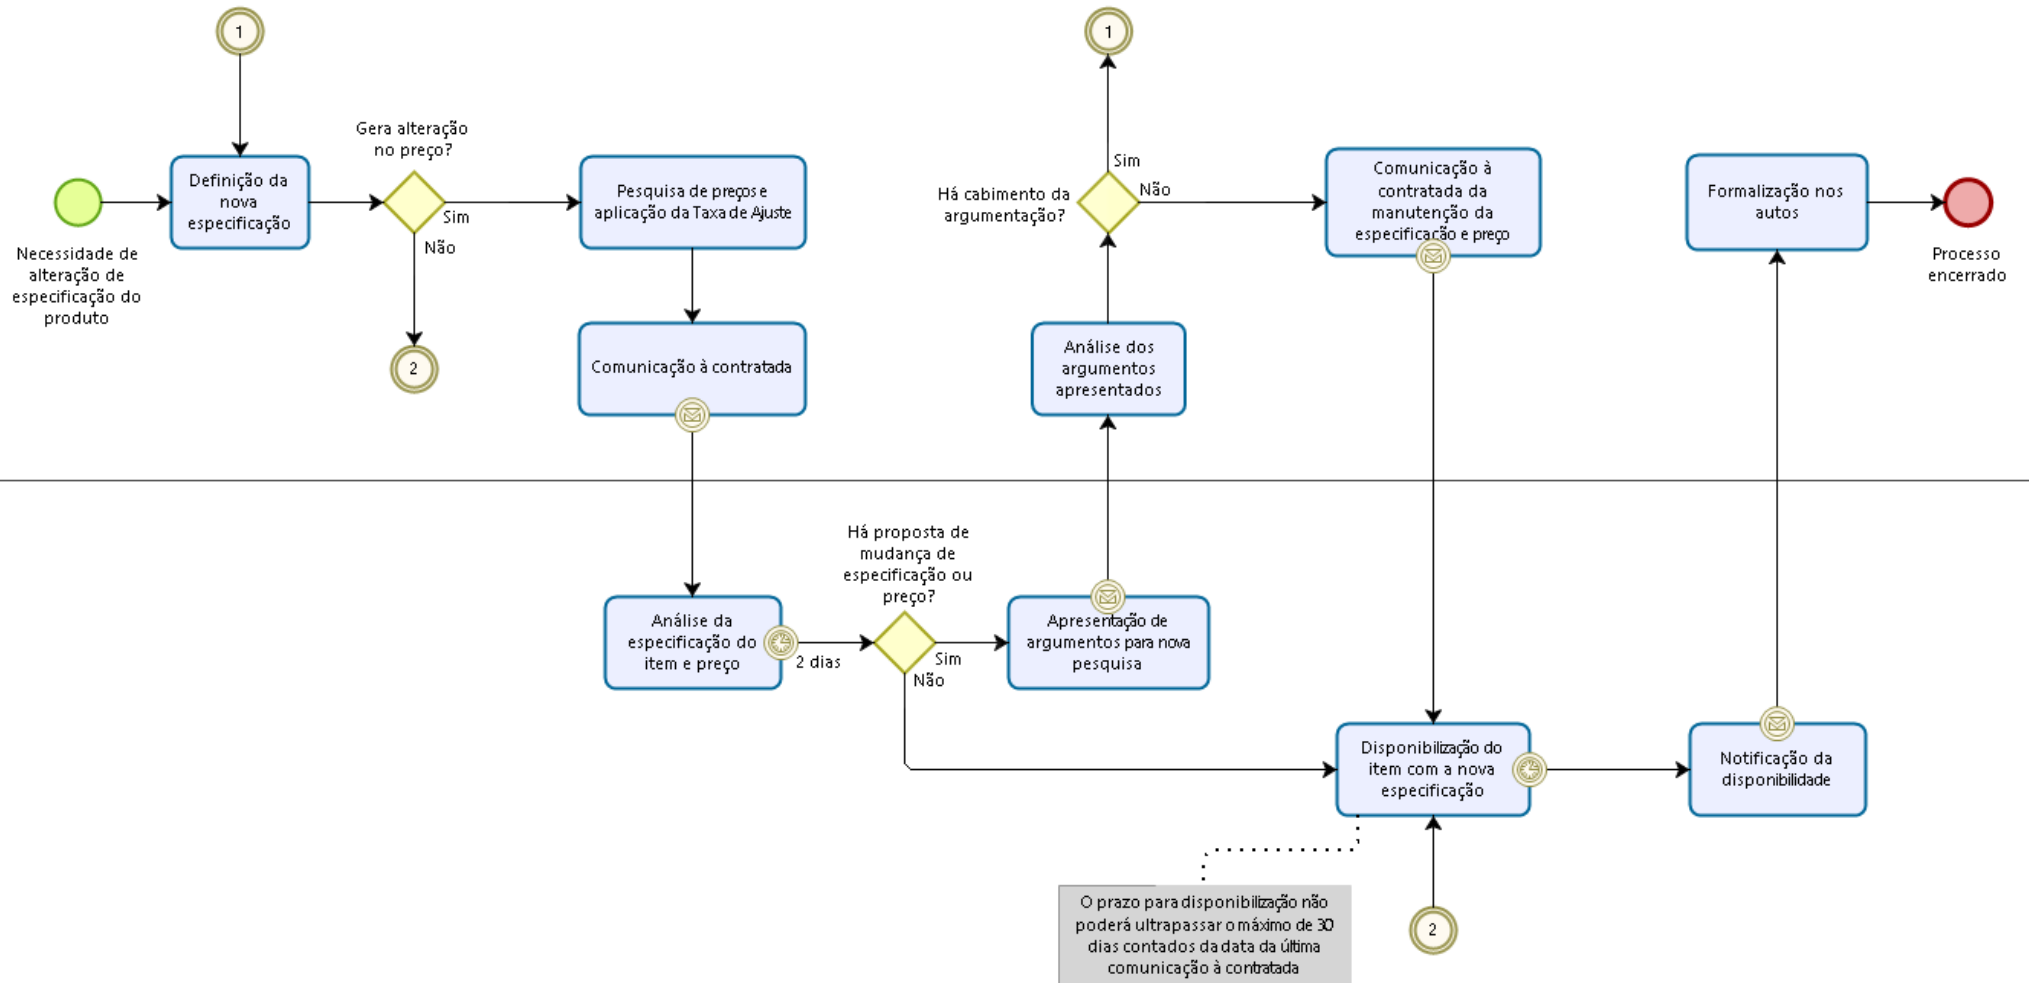 1
1
Gera alteração
no preço?
Definição da
nova
especificação
Sim
Não
Pesquisa de preços e
aplicação da Taxa de Ajuste
Necessidade de
alteração de
especificação do
produto
2
Comunicação à contratada
Sim
Há cabimento da
argumentação?
Não
Comunicação à
contratada da
manutenção da
especificação e preço
Formalização nos
autos
Processo
encerrado
Análise dos
argumentos
apresentados
Há proposta de
mudança de
especificação ou
preço?
Análise da
especificação do
item e preço
2 dias
Sim
Não
Apresentação de
argumentos para nova
pesquisa
Disponibilização do
item com a nova
especificação
Notificação da
disponibilidade
O prazo para disponibilização não
poderá ultrapassar o máximo de 30
dias contados da data da última
comunicação à contratada
2